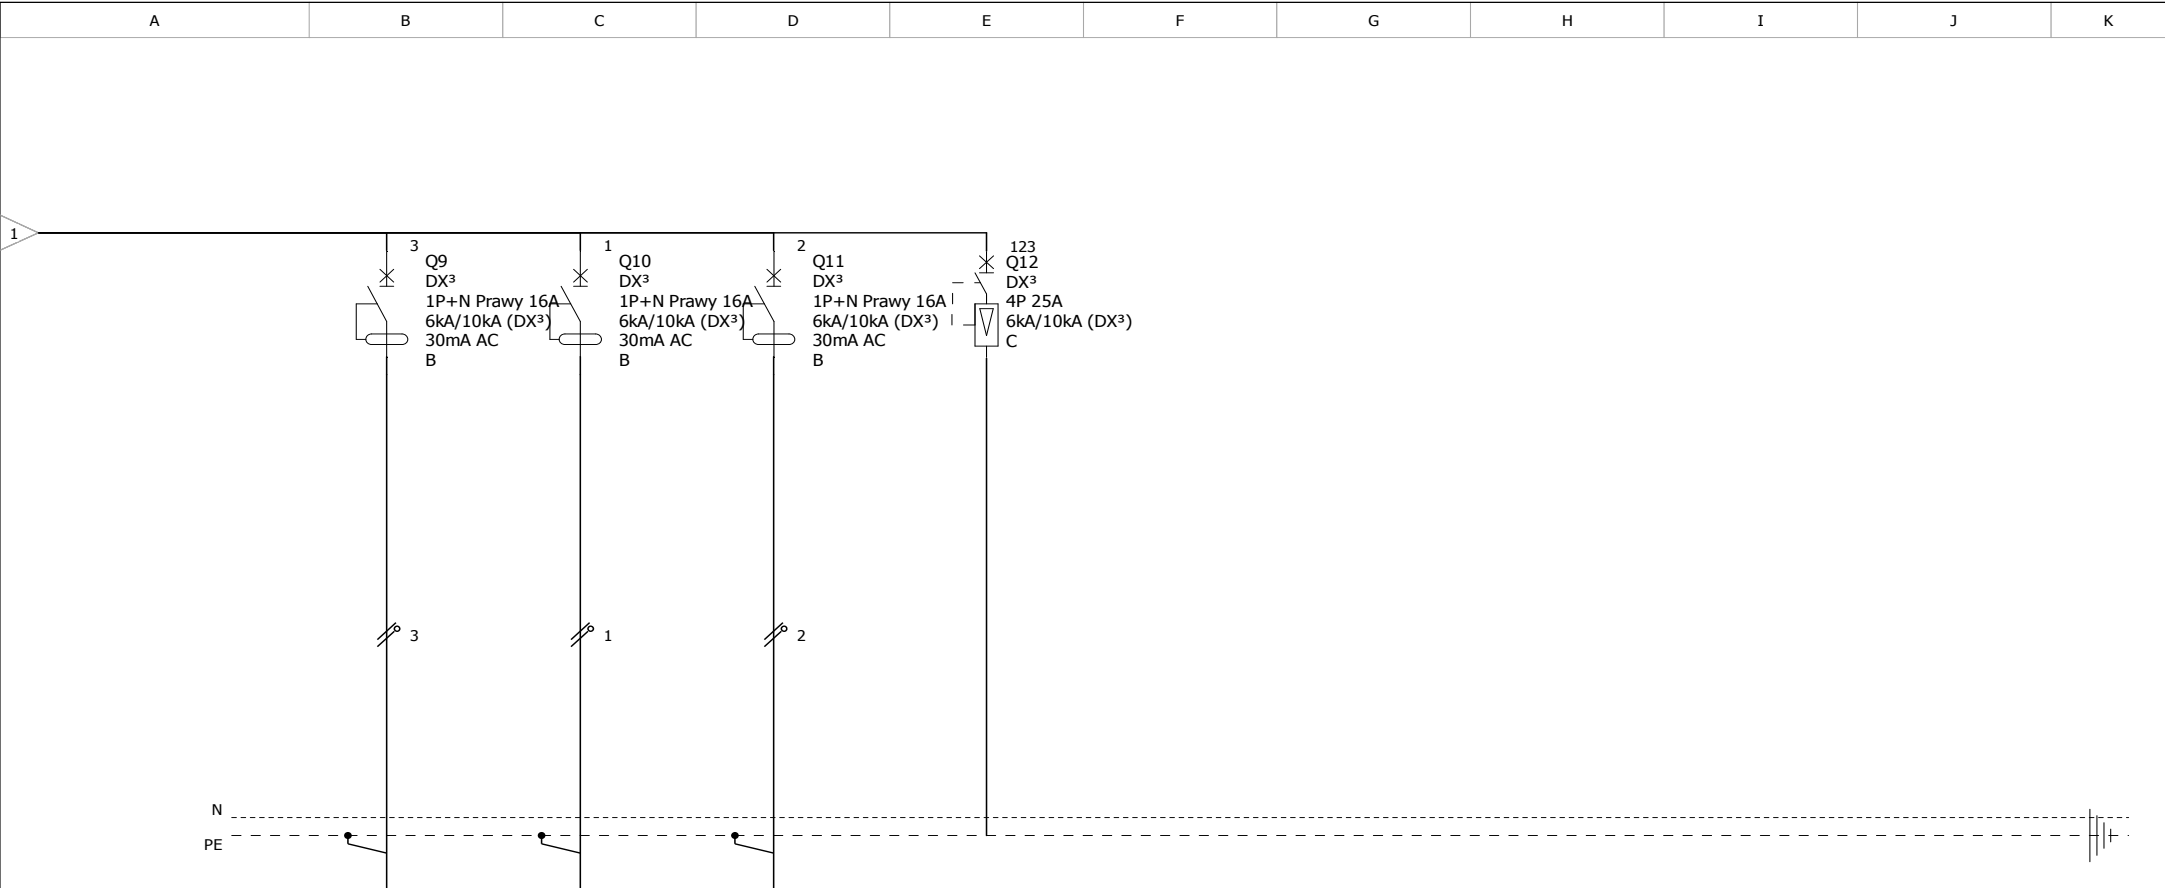 A B C D E F G H I J K
1
3
Q9
DX³
1P+N Prawy 16A
6kA/10kA (DX³)
30mA AC
B
1
Q10
DX³
1P+N Prawy 16A
6kA/10kA (DX³)
30mA AC
B
2
Q11
DX³
1P+N Prawy 16A
6kA/10kA (DX³)
30mA AC
B
123
Q12
DX³
4P 25A
6kA/10kA (DX³)
C
3 1 2
N
PE